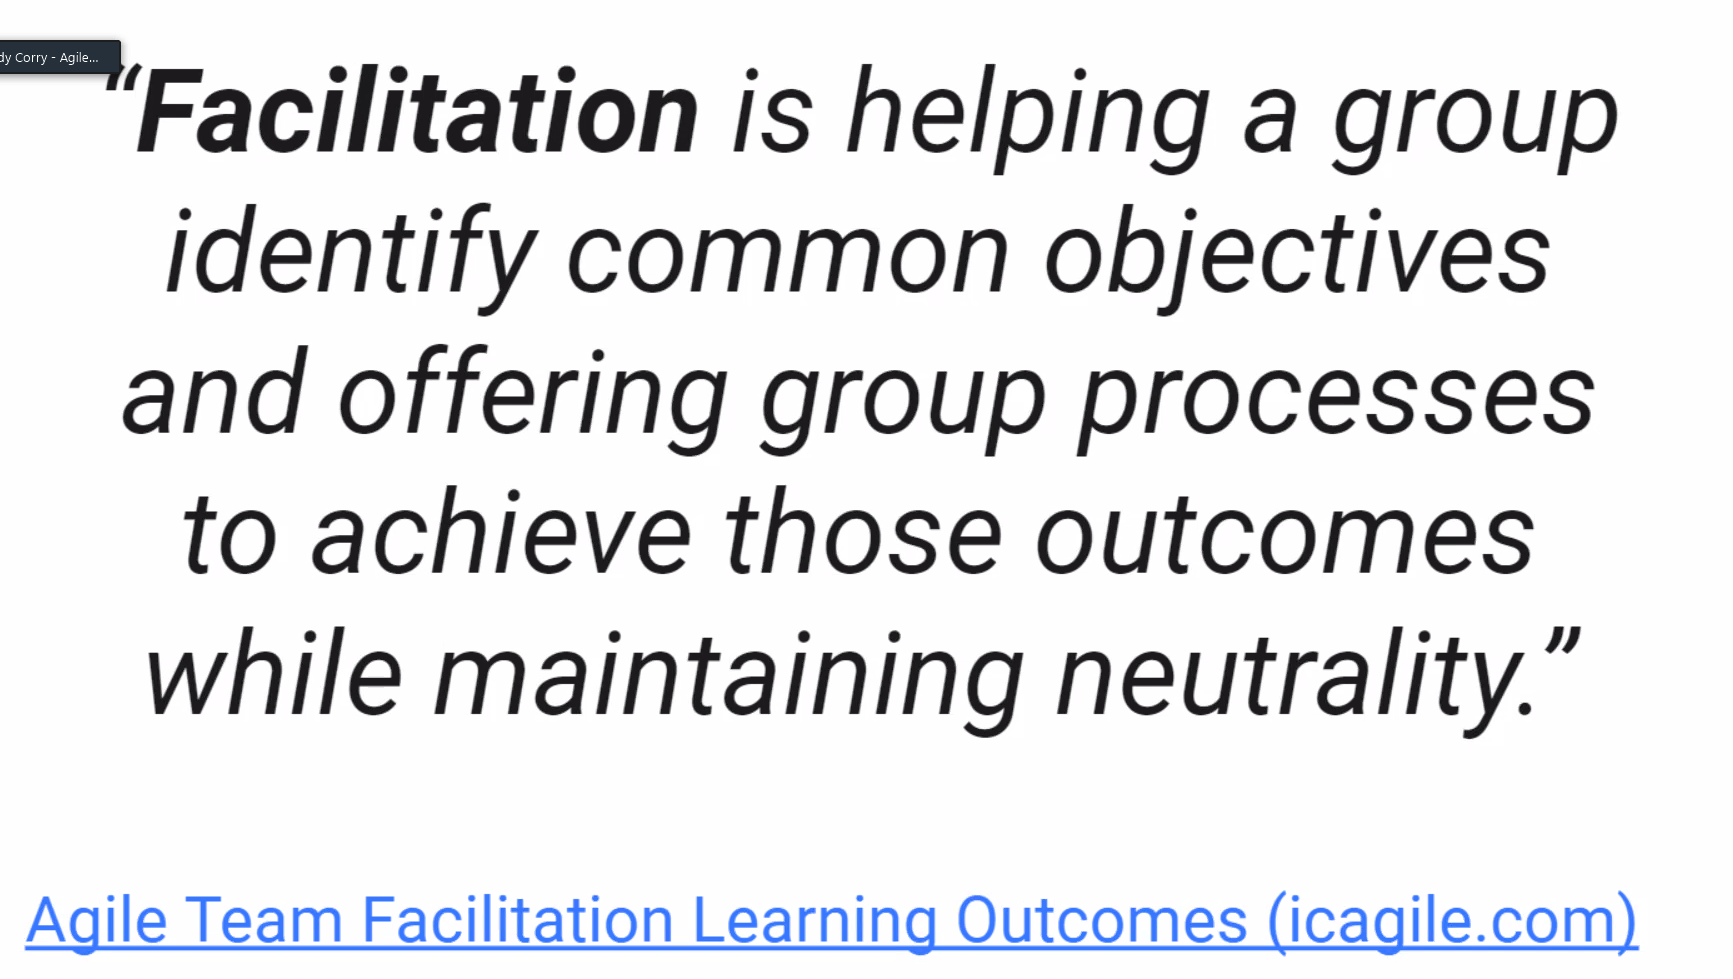 dy Corry - Agile...
“Facilitation is helping a group
identify common objectives
and offering group processes
to achieve those outcomes
while maintaining neutrality.”
Agile Team Facilitation Learning Outcomes (icagile.com)